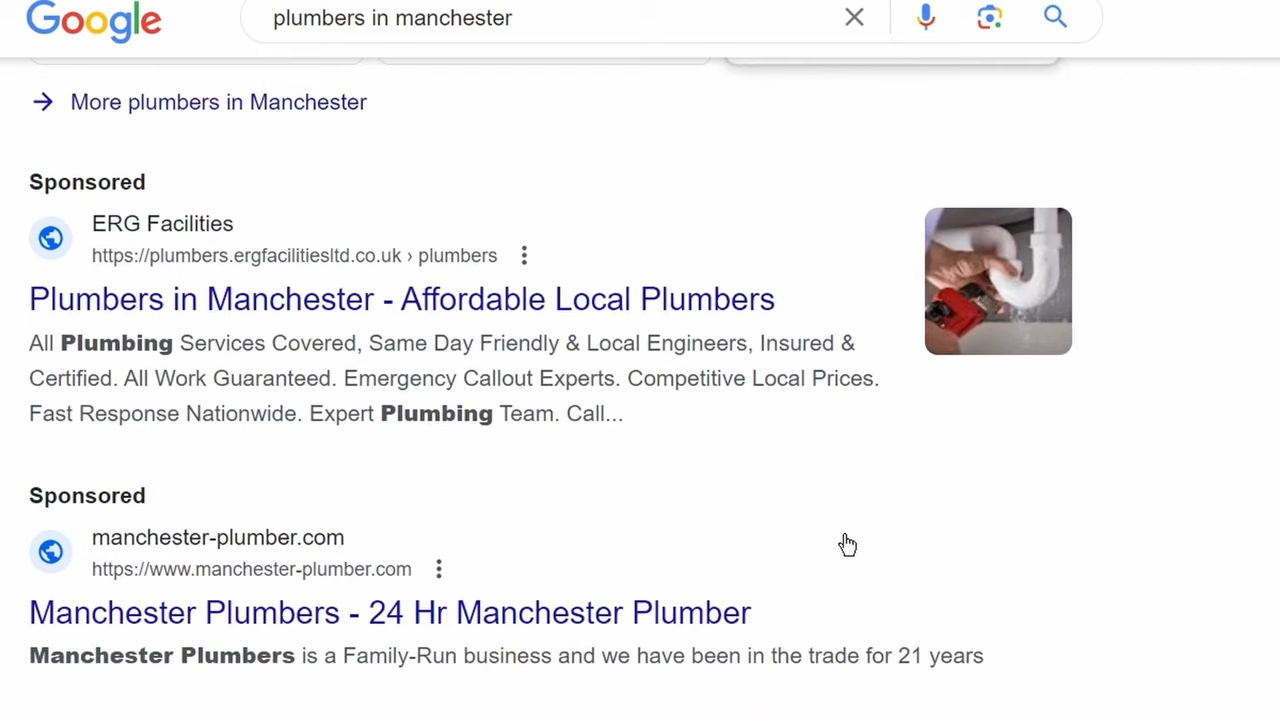 Google
plumbers in manchester
More plumbers in Manchester
Sponsored
ERG Facilities
https://plumbers.ergfacilitiesltd.co.uk › plumbers
Plumbers in Manchester - Affordable Local Plumbers
All Plumbing Services Covered, Same Day Friendly & Local Engineers, Insured &
Certified. All Work Guaranteed. Emergency Callout Experts. Competitive Local Prices.
Fast Response Nationwide. Expert Plumbing Team. Call...
Sponsored
manchester-plumber.com
https://www.manchester-plumber.com
Manchester Plumbers - 24 Hr Manchester Plumber
Manchester Plumbers is a Family-Run business and we have been in the trade for 21 years